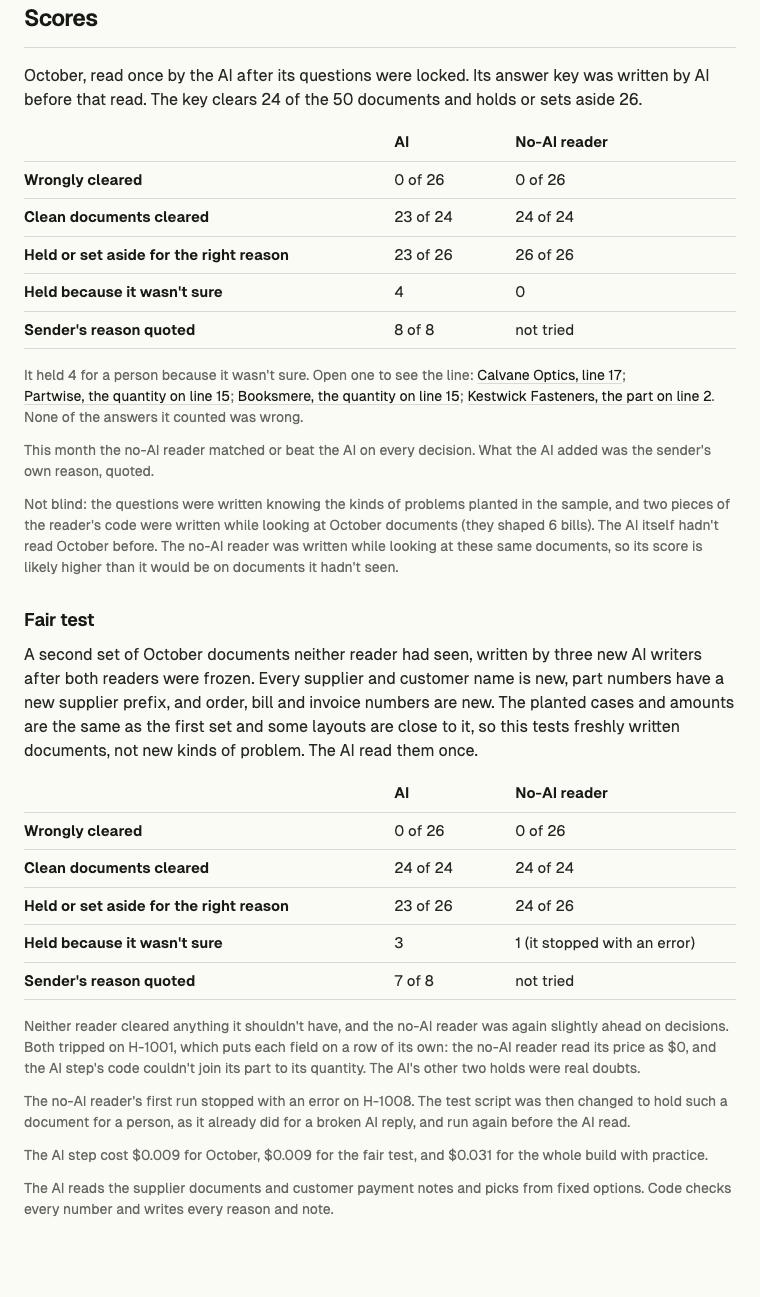 Scores
October, read once by the AI after its questions were locked. Its answer key was written by AI
before that read. The key clears 24 of the 50 documents and holds or sets aside 26.
AI No-AI reader
Wrongly cleared 0 of 26 0 of 26
Clean documents cleared 23 of 24 24 of 24
Held or set aside for the right reason 23 of 26 26 of 26
Held because it wasn't sure 4 0
Sender's reason quoted 8 of 8 not tried
It held 4 for a person because it wasn't sure. Open one to see the line: Calvane Optics, line 17;
Partwise, the quantity on line 15; Booksmere, the quantity on line 15; Kestwick Fasteners, the part on line 2.
None of the answers it counted was wrong.
This month the no-AI reader matched or beat the AI on every decision. What the AI added was the sender's
own reason, quoted.
Not blind: the questions were written knowing the kinds of problems planted in the sample, and two pieces of
the reader's code were written while looking at October documents (they shaped 6 bills). The AI itself hadn't
read October before. The no-AI reader was written while looking at these same documents, so its score is
likely higher than it would be on documents it hadn't seen.
Fair test
A second set of October documents neither reader had seen, written by three new AI writers
after both readers were frozen. Every supplier and customer name is new, part numbers have a
new supplier prefix, and order, bill and invoice numbers are new. The planted cases and amounts
are the same as the first set and some layouts are close to it, so this tests freshly written
documents, not new kinds of problem. The AI read them once.
AI No-AI reader
Wrongly cleared 0 of 26 0 of 26
Clean documents cleared 24 of 24 24 of 24
Held or set aside for the right reason 23 of 26 24 of 26
Held because it wasn't sure 3 1 (it stopped with an error)
Sender's reason quoted 7 of 8 not tried
Neither reader cleared anything it shouldn't have, and the no-AI reader was again slightly ahead on decisions.
Both tripped on H-1001, which puts each field on a row of its own: the no-AI reader read its price as $0, and
the AI step's code couldn't join its part to its quantity. The AI's other two holds were real doubts.
The no-AI reader's first run stopped with an error on H-1008. The test script was then changed to hold such a
document for a person, as it already did for a broken AI reply, and run again before the AI read.
The AI step cost $0.009 for October, $0.009 for the fair test, and $0.031 for the whole build with practice.
The AI reads the supplier documents and customer payment notes and picks from fixed options. Code checks
every number and writes every reason and note.